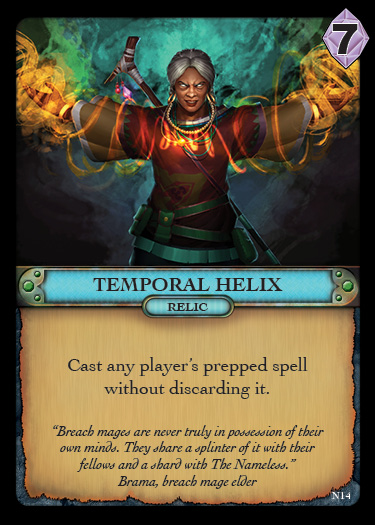 7
TEMPORAL HELIX
RELIC
Cast any player's prepped spell
without discarding it.
“Breach mages are never truly in possession of their
own minds. They share a splinter of it with their
fellows and a shard with The Nameless.”
Brama, breach mage elder
N14